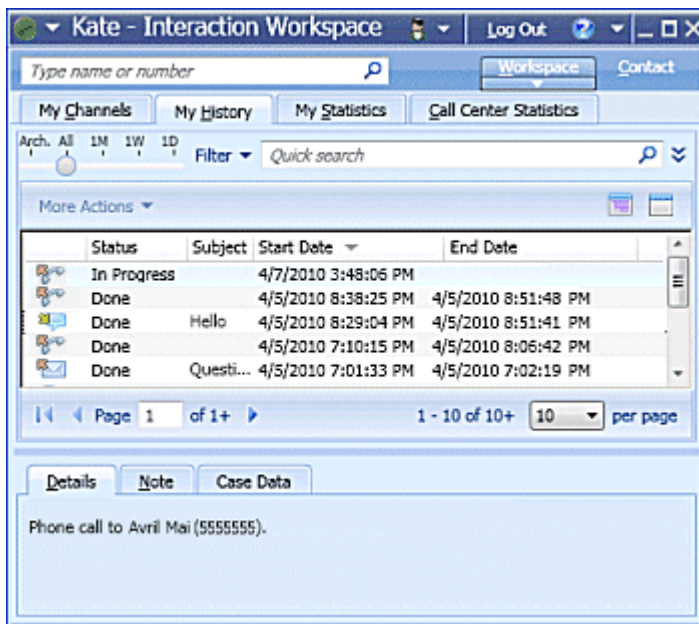 Kate - Interaction Workspace Log Out
Type name or number Workspace Contact
My Channels My History My Statistics Call Center Statistics
Arch. All 1M 1W 1D Filter Quick search
More Actions
Status Subject Start Date End Date
In Progress 4/7/2010 3:48:06 PM
Done 4/5/2010 8:38:25 PM 4/5/2010 8:51:48 PM
Done Hello 4/5/2010 8:29:04 PM 4/5/2010 8:51:41 PM
Done 4/5/2010 7:10:15 PM 4/5/2010 8:06:42 PM
Done Questi... 4/5/2010 7:01:33 PM 4/5/2010 7:02:19 PM
Page 1 of 1+ 1 - 10 of 10+ 10 per page
Details Note Case Data
Phone call to Avril Mai (5555555).